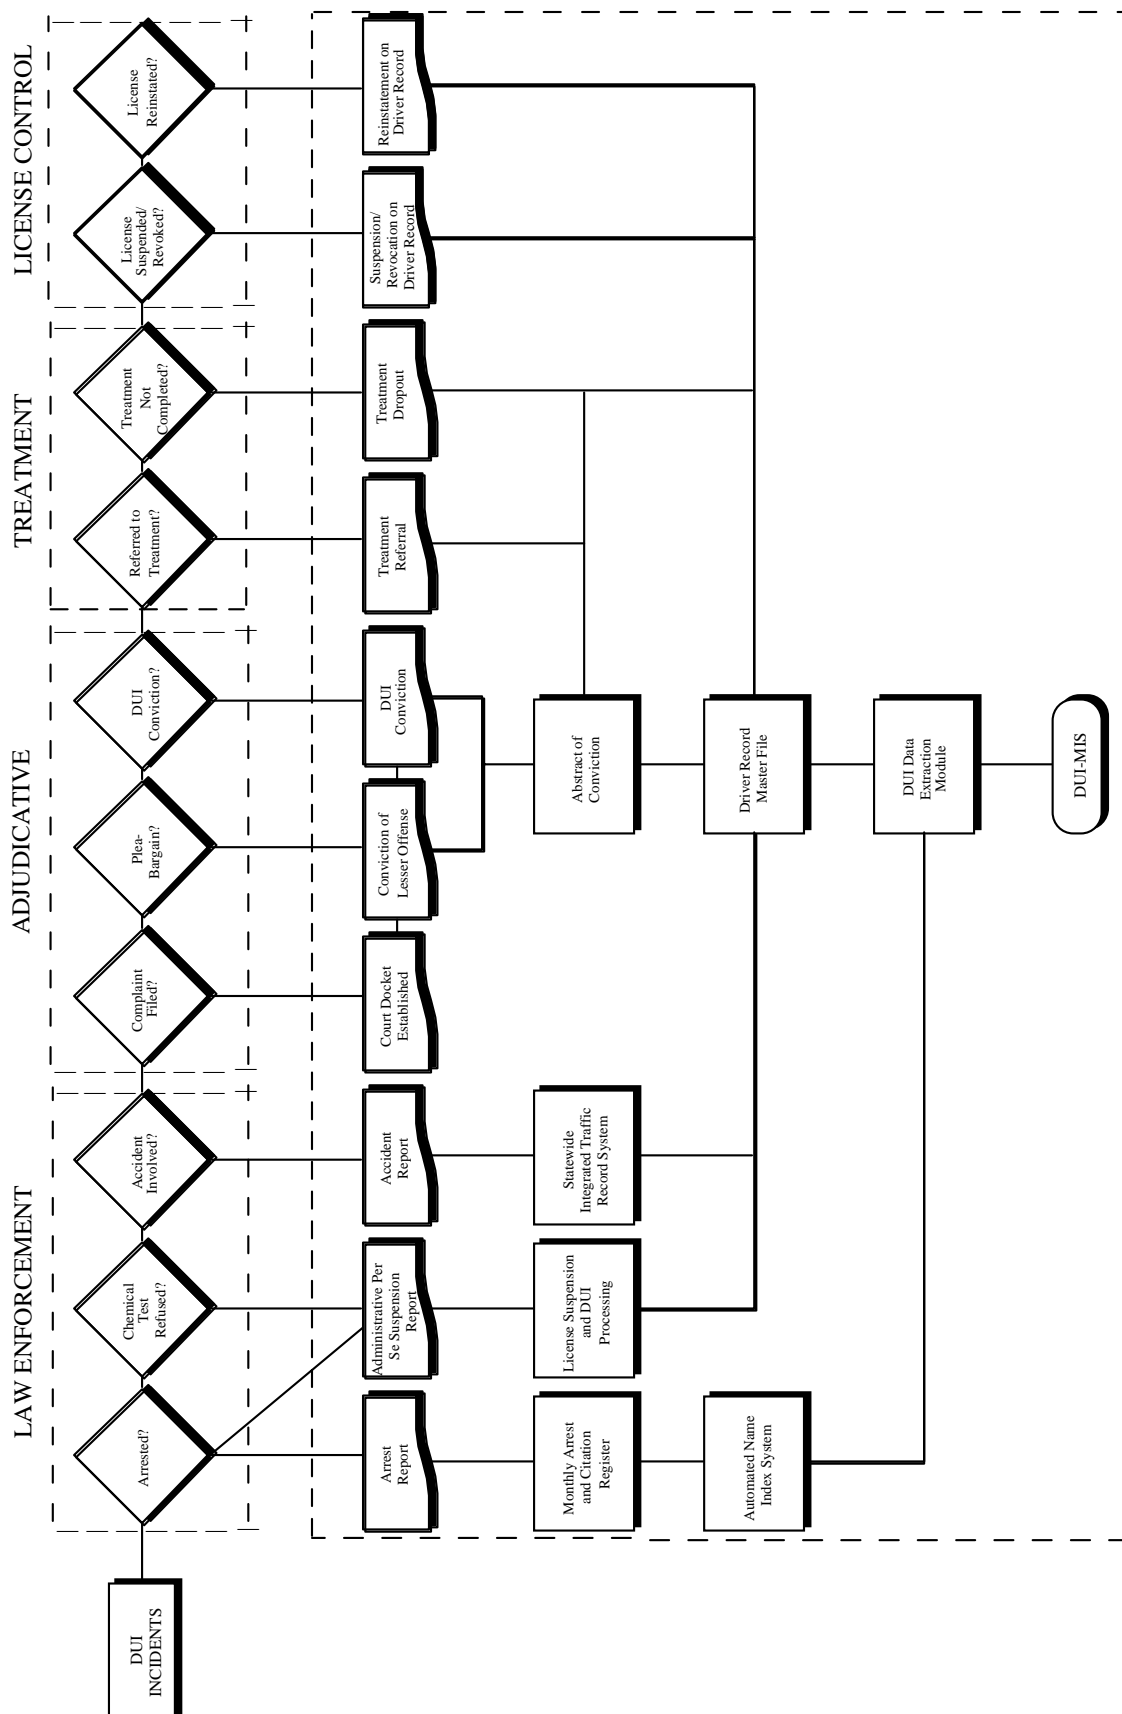 LAW ENFORCEMENT
ADJUDICATIVE
TREATMENT
LICENSE CONTROL
DUI
INCIDENTS
Arrested?
Chemical
Test
Refused?
Accident
Involved?
Complaint
Filed?
Plea-
Bargain?
DUI
Conviction?
Referred to
Treatment?
Treatment
Not
Completed?
License
Suspended/
Revoked?
License
Reinstated?
Arrest
Report
Administrative Per
Se Suspension
Report
Accident
Report
Court Docket
Established
Conviction of
Lesser Offense
DUI
Conviction
Treatment
Referral
Treatment
Dropout
Suspension/
Revocation on
Driver Record
Reinstatement on
Driver Record
Monthly Arrest
and Citation
Register
License Suspension
and DUI
Processing
Statewide
Integrated Traffic
Record System
Abstract of
Conviction
Automated Name
Index System
Driver Record
Master File
DUI Data
Extraction
Module
DUI-MIS